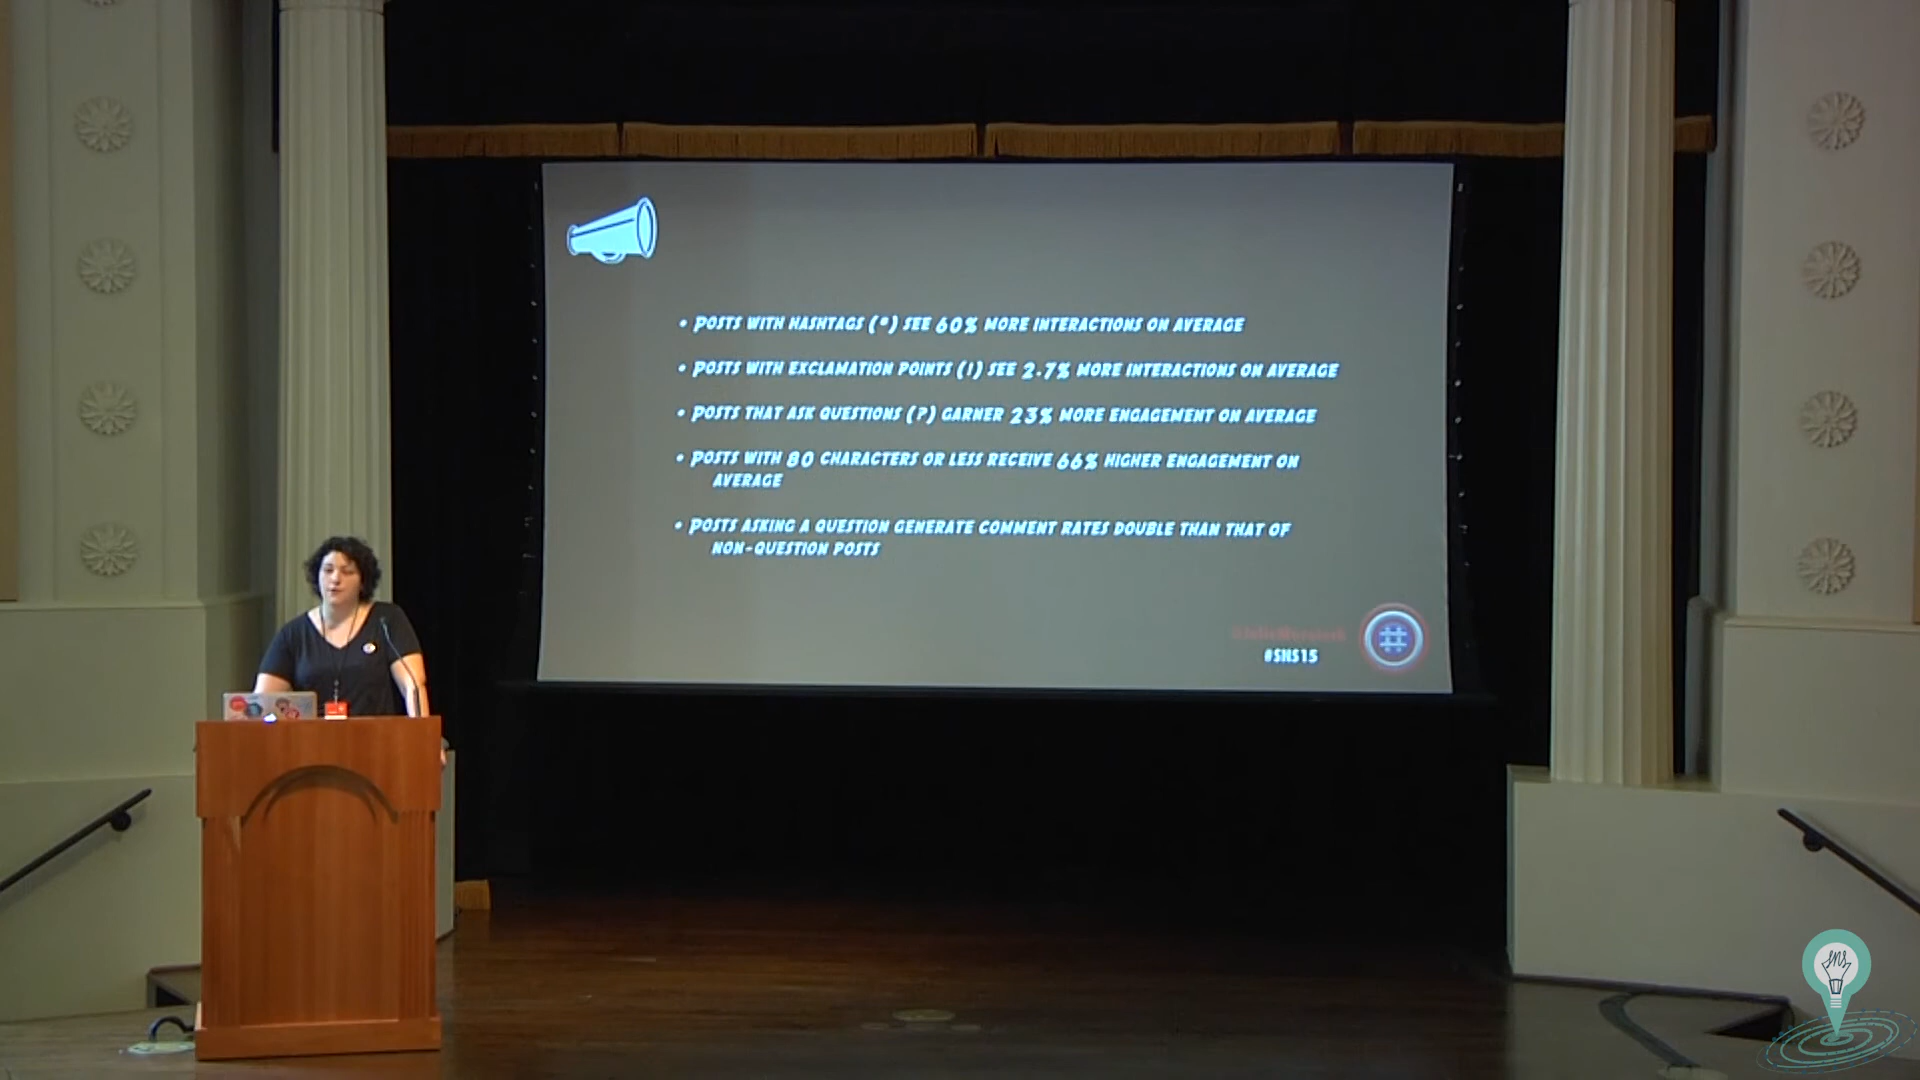 • POSTS WITH HASHTAGS (#) SEE 60% MORE INTERACTIONS ON AVERAGE
• POSTS WITH EXCLAMATION POINTS (!) SEE 2.7% MORE INTERACTIONS ON AVERAGE
• POSTS THAT ASK QUESTIONS (?) GARNER 23% MORE ENGAGEMENT ON AVERAGE
• POSTS WITH 80 CHARACTERS OR LESS RECEIVE 66% HIGHER ENGAGEMENT ON
AVERAGE
• POSTS ASKING A QUESTION GENERATE COMMENT RATES DOUBLE THAN THAT OF
NON-QUESTION POSTS
#SNS15
#
SNS